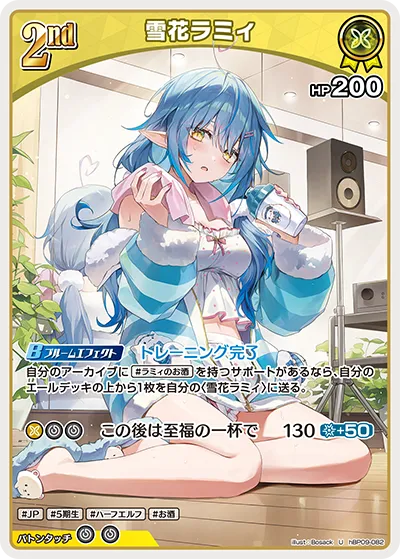 2nd
雪花ラミィ
HP200
Bブルームエフェクト トレーニング完了
自分のアーカイブに #ラミィのお酒 を持つサポートがあるなら、自分の
エールデッキの上から1枚を自分の〈雪花ラミィ〉に送る。
この後は至福の一杯で 130 +50
#JP #5期生 #ハーフエルフ #お酒
バトンタッチ
illust. Bosack U hBP09-082